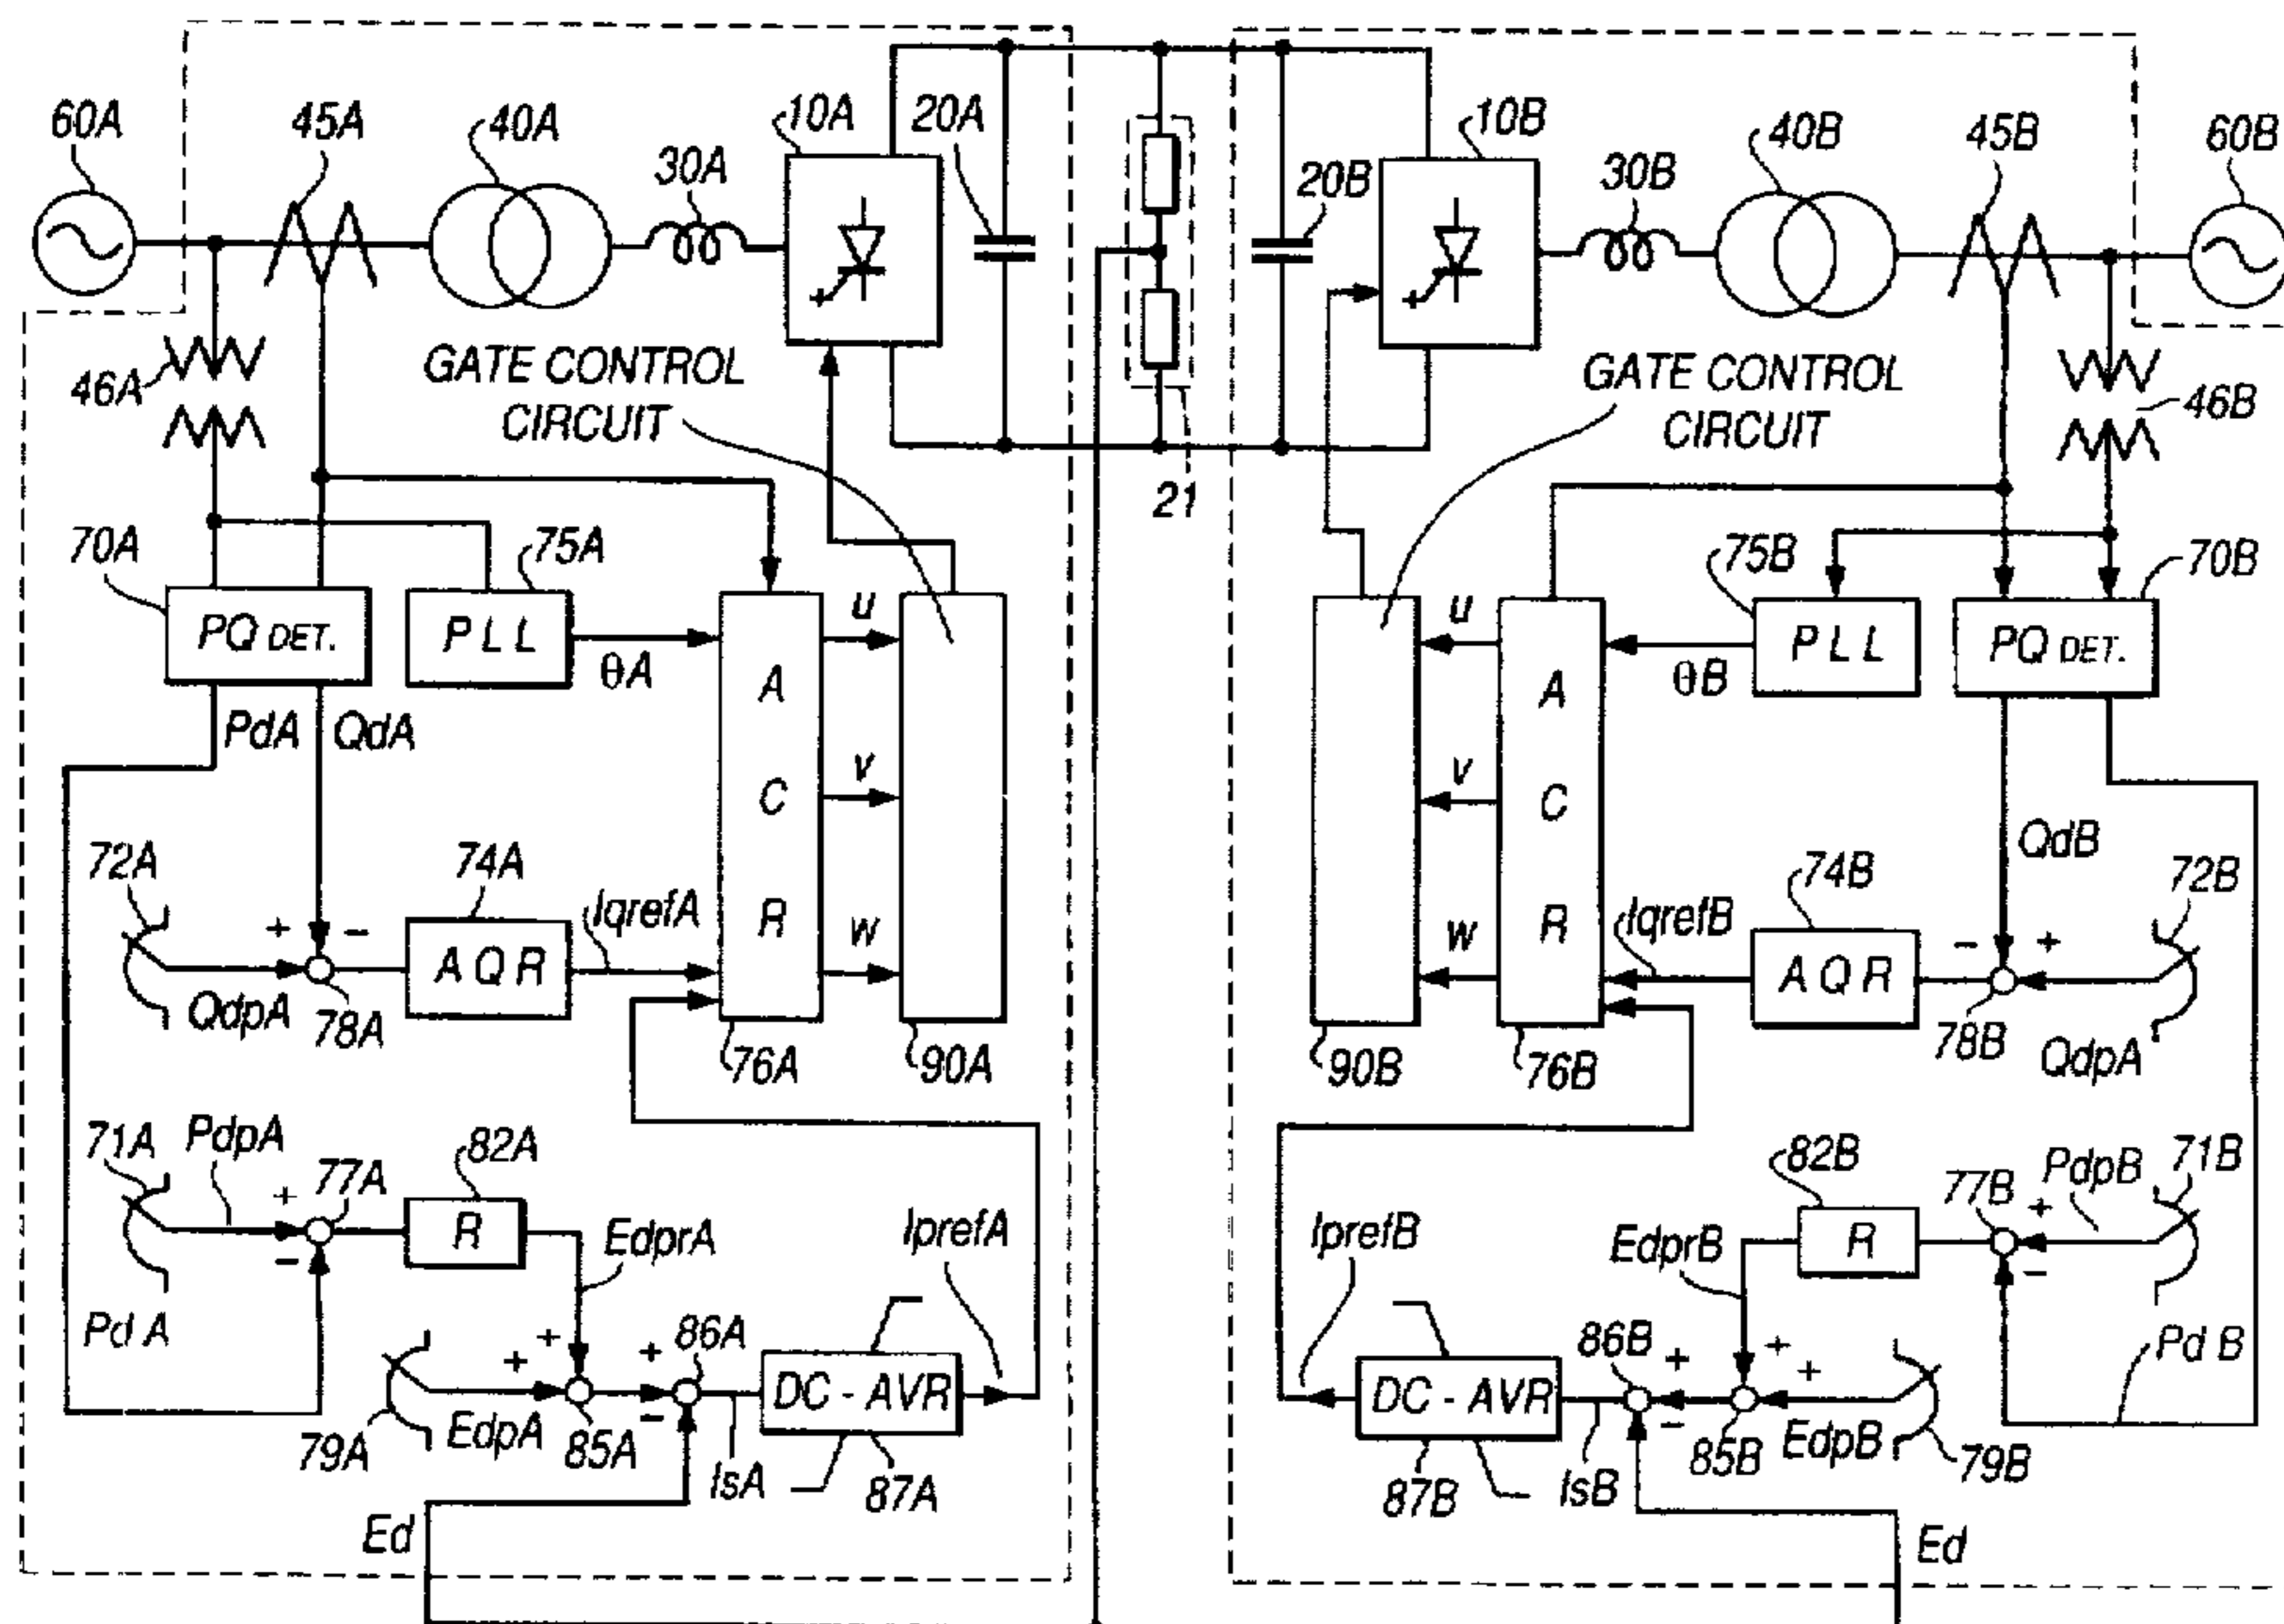 60A
45A
40A
10A
20A
30A
10B
40B
45B
60B
20B
30B
46A
GATE CONTROL
CIRCUIT
GATE CONTROL
CIRCUIT
46B
21
70A
75A
75B
70B
PQ DET.
PLL
θA
A
C
R
u
v
w
u
v
w
A
C
R
θB
PLL
PQ DET.
PdA
QdA
QdB
72A
74A
IqrefA
AQR
+
-
QdpA
78A
76A
90A
90B
76B
74B
IqrefB
AQR
72B
-
+
78B
QdpA
71A
PdpA
77A
+
-
82A
R
EdprA
IprefA
Pd A
IprefB
EdprB
82B
R
77B
PdpB
71B
+
-
Pd B
79A
EdpA
+
+
85A
+
-
86A
DC - AVR
IsA
87A
DC - AVR
87B
IsB
86B
+
-
+
+
85B
EdpB
79B
Ed
Ed